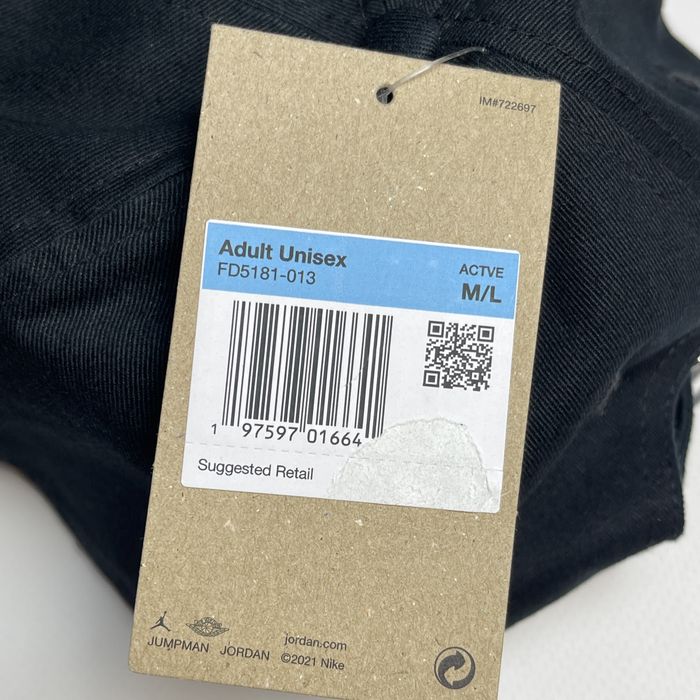 IM#722697
Adult Unisex
FD5181-013
ACTVE
M/L
1 97597 01664
Suggested Retail
jordan.com
JUMPMAN JORDAN ©2021 Nike